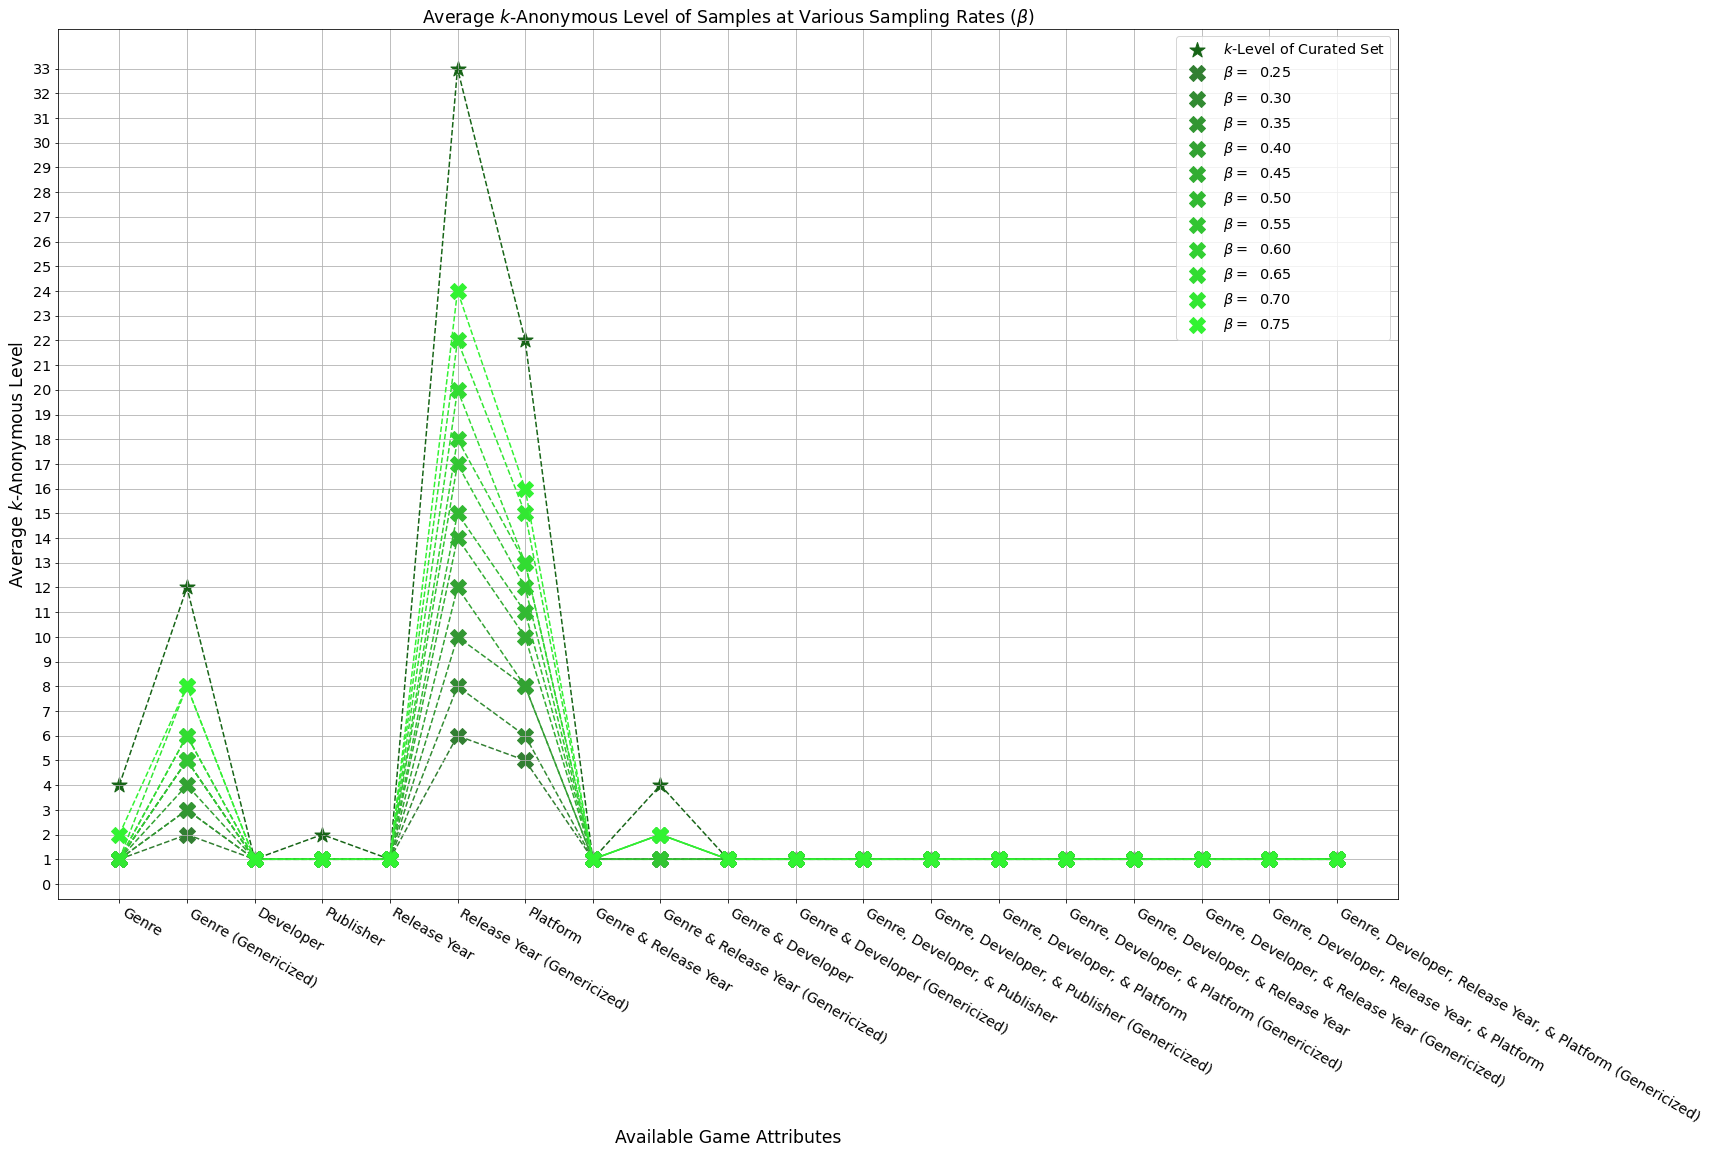 Average k-Anonymous Level of Samples at Various Sampling Rates (β)
k-Level of Curated Set
β = 0.25
β = 0.30
β = 0.35
β = 0.40
β = 0.45
β = 0.50
β = 0.55
β = 0.60
β = 0.65
β = 0.70
β = 0.75
Average k-Anonymous Level
33
32
31
30
29
28
27
26
25
24
23
22
21
20
19
18
17
16
15
14
13
12
11
10
9
8
7
6
5
4
3
2
1
0
Genre
Genre (Genericized)
Developer
Publisher
Release Year
Release Year (Genericized)
Platform
Genre & Release Year
Genre & Release Year (Genericized)
Genre & Developer
Genre & Developer (Genericized)
Genre, Developer, & Publisher
Genre, Developer, & Publisher (Genericized)
Genre, Developer, & Platform
Genre, Developer, & Platform (Genericized)
Genre, Developer, & Release Year
Genre, Developer, & Release Year (Genericized)
Genre, Developer, Release Year, & Platform
Genre, Developer, Release Year, & Platform (Genericized)
Available Game Attributes